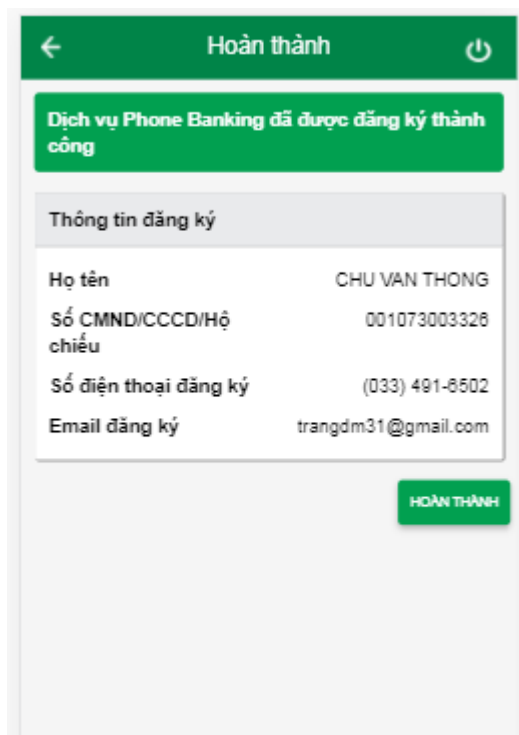 Hoàn thành
Dịch vụ Phone Banking đã được đăng ký thành
công
Thông tin đăng ký
Họ tên CHU VAN THONG
Số CMND/CCCD/Hộ 001073003326
chiếu
Số điện thoại đăng ký (033) 491-6502
Email đăng ký trangdm31@gmail.com
HOÀN THÀNH